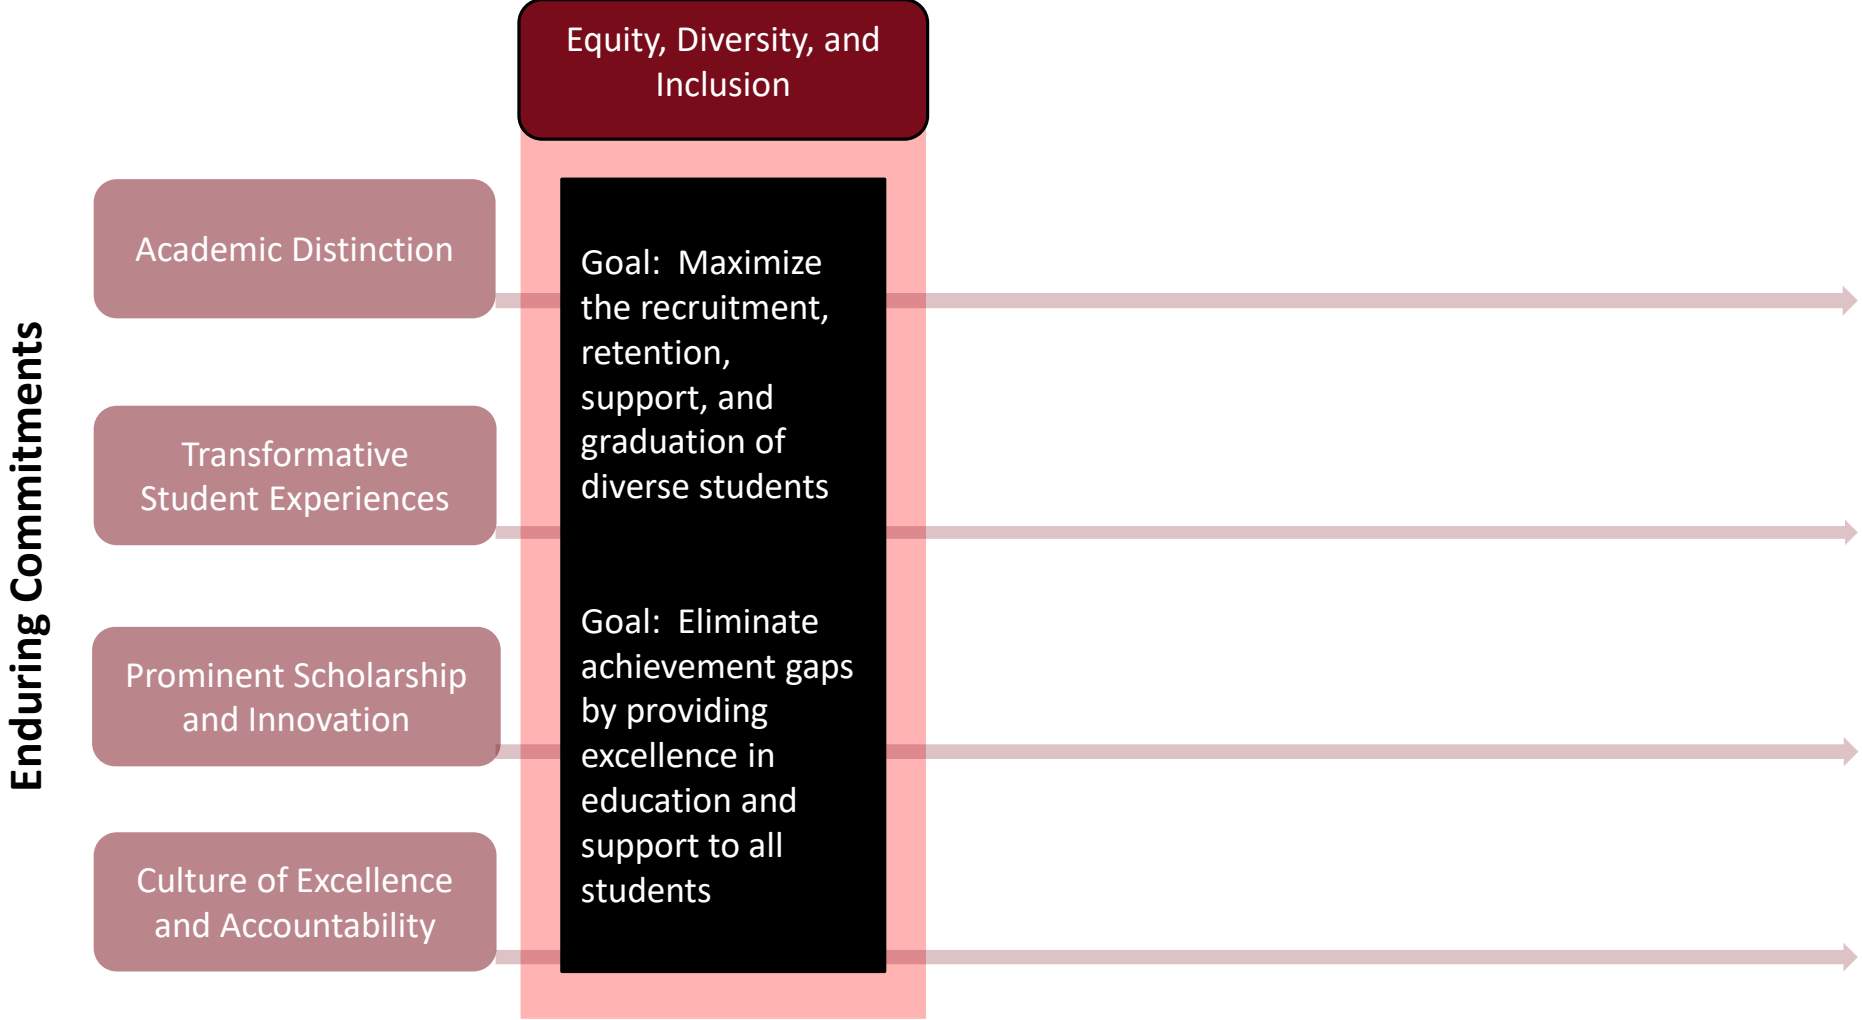 Equity, Diversity, and
Inclusion
Enduring Commitments
Academic Distinction
Transformative
Student Experiences
Prominent Scholarship
and Innovation
Culture of Excellence
and Accountability
Goal:  Maximize
the recruitment,
retention,
support, and
graduation of
diverse students
Goal:  Eliminate
achievement gaps
by providing
excellence in
education and
support to all
students